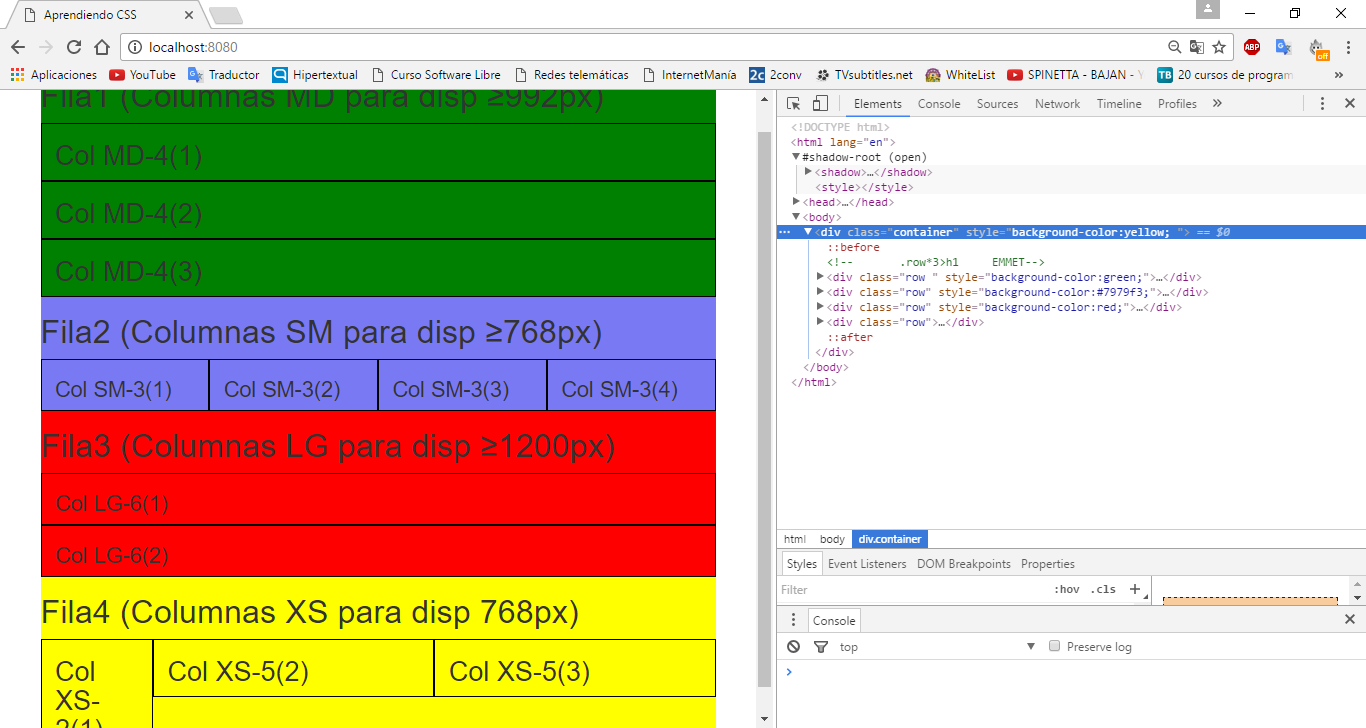 Aprendiendo CSS
localhost:8080
ABP
off
Aplicaciones YouTube Traductor Hipertextual Curso Software Libre Redes telemáticas InternetManía 2c 2conv TVsubtitles.net WhiteList SPINETTA - BAJAN - TB 20 cursos de program »
Fila1 (Columnas MD para disp ≥992px)
Col MD-4(1)
Col MD-4(2)
Col MD-4(3)
Fila2 (Columnas SM para disp ≥768px)
Col SM-3(1) Col SM-3(2) Col SM-3(3) Col SM-3(4)
Fila3 (Columnas LG para disp ≥1200px)
Col LG-6(1)
Col LG-6(2)
Fila4 (Columnas XS para disp 768px)
Col XS-2(1) Col XS-5(2) Col XS-5(3)
Elements Console Sources Network Timeline Profiles »
<!DOCTYPE html>
<html lang="en">
#shadow-root (open)
<shadow>…</shadow>
<style></style>
<head>…</head>
<body>
<div class="container" style="background-color:yellow; "> == $0
::before
<!-- .row*3>h1 EMMET-->
<div class="row " style="background-color:green;">…</div>
<div class="row" style="background-color:#7979f3;">…</div>
<div class="row" style="background-color:red;">…</div>
<div class="row">…</div>
::after
</div>
</body>
</html>
html body div.container
Styles Event Listeners DOM Breakpoints Properties
Filter :hov .cls +
Console
top Preserve log